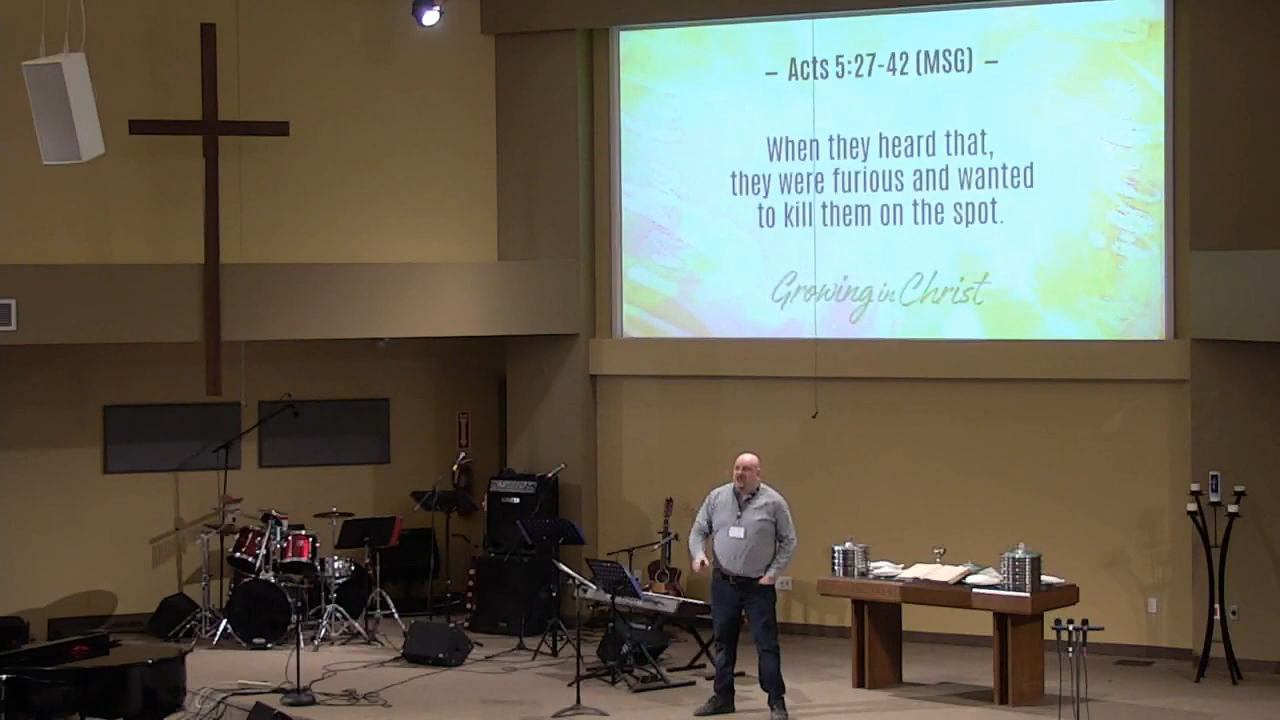 – Acts 5:27-42 (MSG) –
When they heard that,
they were furious and wanted
to kill them on the spot.
Growing in Christ